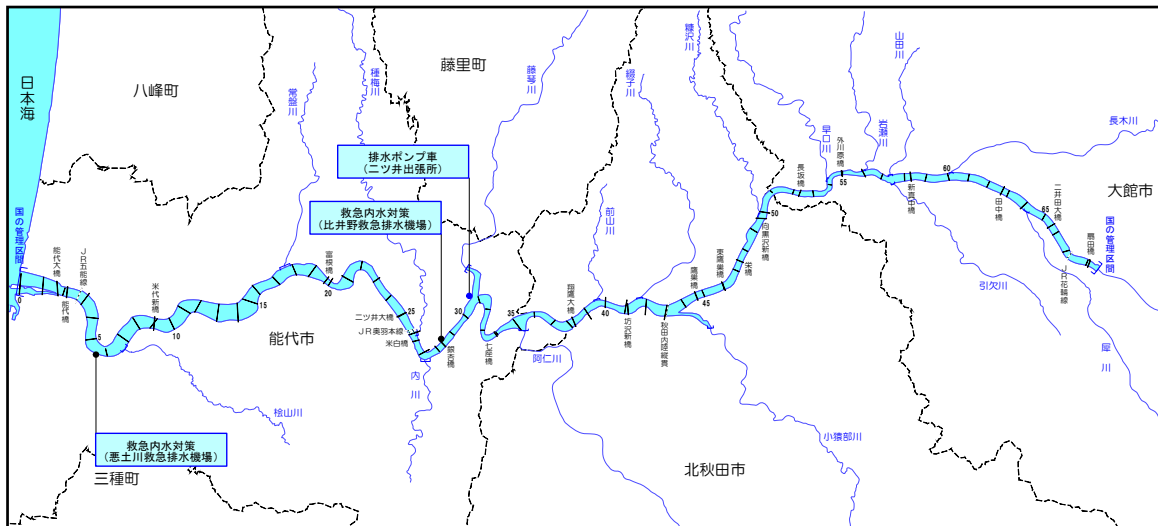 日本海
八峰町
藤里町
能代市
三種町
北秋田市
大館市
国の管理区間
能代大橋
能代橋
JR五能線
米代新橋
富根橋
二ツ井大橋
JR奥羽本線
米白橋
銀杏橋
七座橋
翔鷹大橋
坊沢新橋
秋田内陸縦貫
鷹巣橋
東鷹巣橋
栄橋
向黒沢新橋
長坂橋
外川原橋
新真中橋
田中橋
二井田大橋
JR花輪線
扇田橋
国の管理区間
常盤川
種梅川
藤琴川
前山川
綴子川
糠沢川
早口川
岩瀬川
山田川
長木川
桧山川
内川
阿仁川
小猿部川
引欠川
犀川
排水ポンプ車
(二ツ井出張所)
救急内水対策
(比井野救急排水機場)
救急内水対策
(悪土川救急排水機場)
0
5
10
15
20
25
30
35
40
45
50
55
60
65